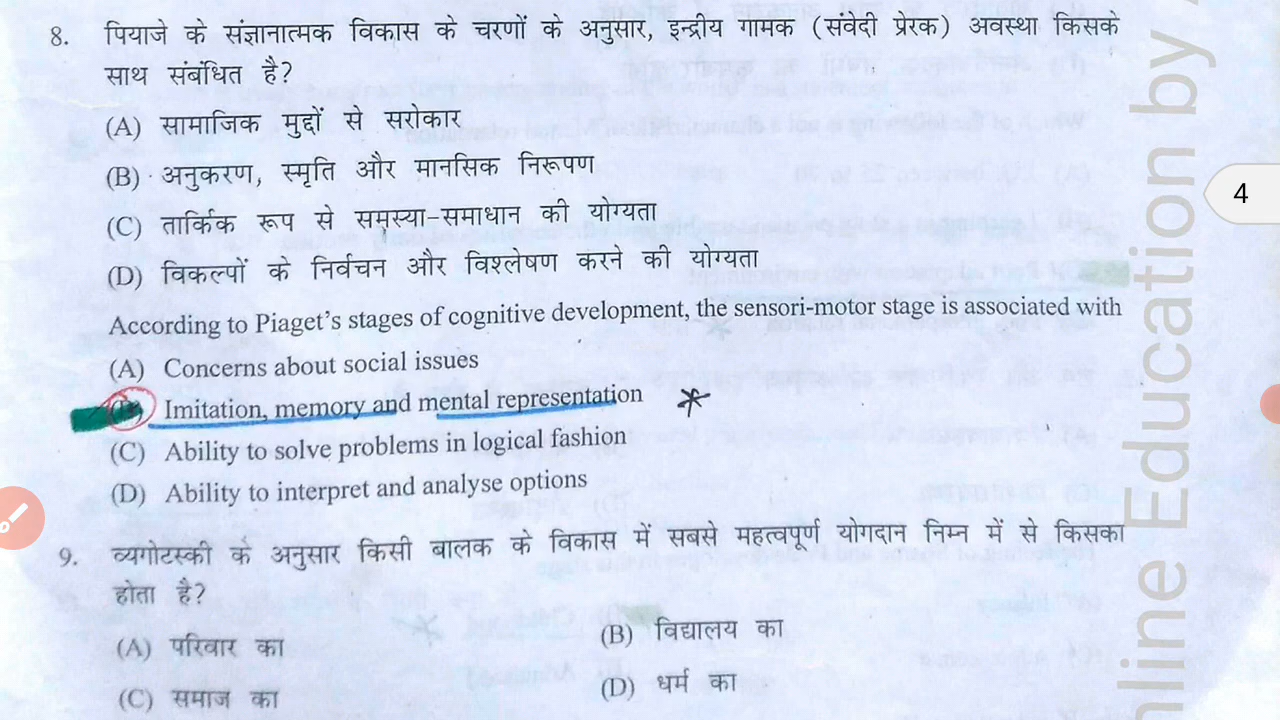 8. पियाजे के संज्ञानात्मक विकास के चरणों के अनुसार, इन्द्रीय गामक (संवेदी प्रेरक) अवस्था किसके
साथ संबंधित है?
(A) सामाजिक मुद्दों से सरोकार
(B) अनुकरण, स्मृति और मानसिक निरूपण
(C) तार्किक रूप से समस्या-समाधान की योग्यता
(D) विकल्पों के निर्वचन और विश्लेषण करने की योग्यता
According to Piaget's stages of cognitive development, the sensori-motor stage is associated with
(A) Concerns about social issues
Imitation, memory and mental representation
(C) Ability to solve problems in logical fashion
(D) Ability to interpret and analyse options
9. व्यगोटस्की के अनुसार किसी बालक के विकास में सबसे महत्वपूर्ण योगदान निम्न में से किसका
होता है?
(A) परिवार का
(B) विद्यालय का
(C) समाज का
(D) धर्म का
4
Education by